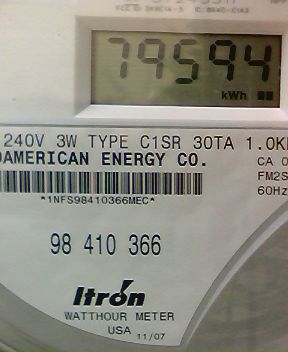 79594
kWh
240V 3W TYPE C1SR 30TA 1.0K
AMERICAN ENERGY CO.
CA 0
FM2S
60Hz
*1NFS98410366MEC*
98 410 366
Itron
WATTHOUR METER
USA 11/07